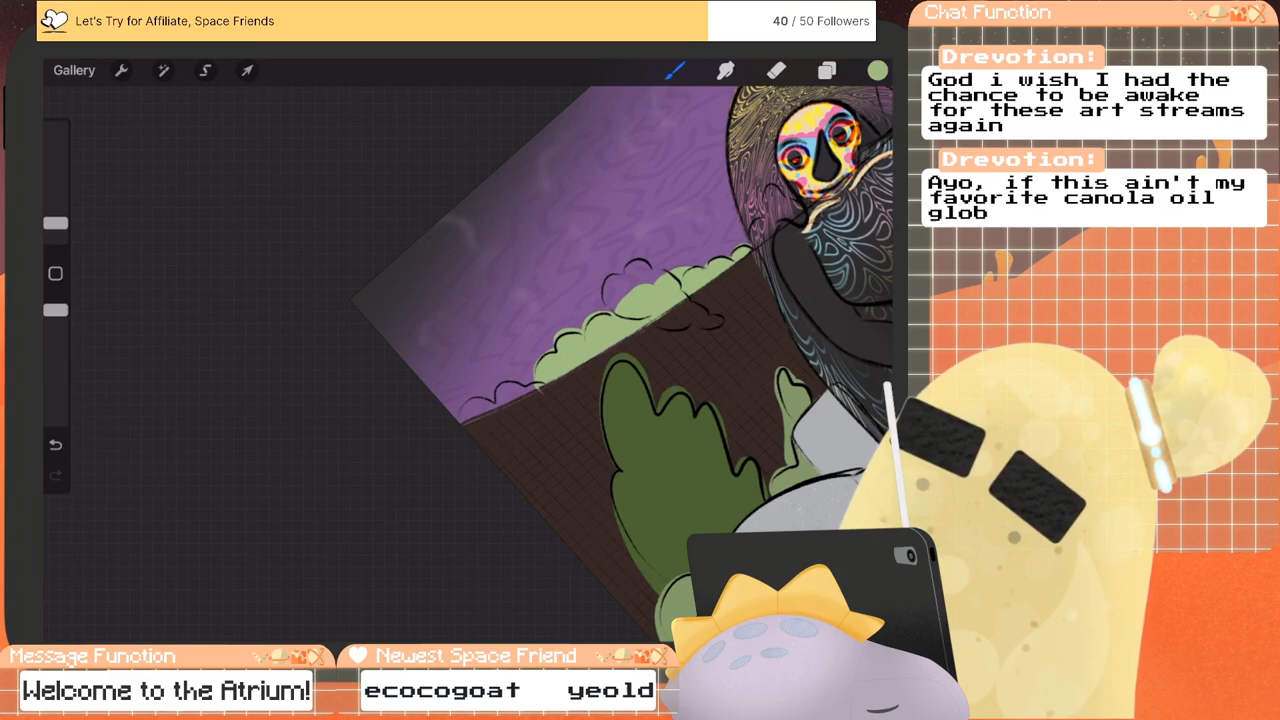 Let's Try for Affiliate, Space Friends
40 / 50 Followers
Chat Function
Gallery
Drevotion:
God i wish I had the
chance to be awake
for these art streams
again
Drevotion:
Ayo, if this ain't my
favorite canola oil
glob
Message Function
Newest Space Friend
Welcome to the Atrium!
ecocogoat yeold